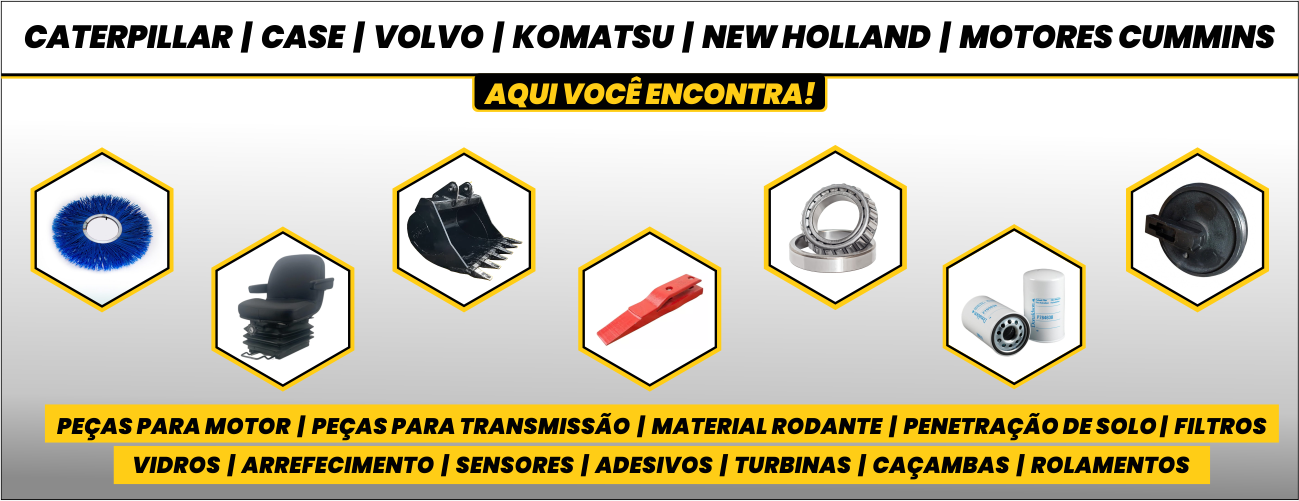 CATERPILLAR | CASE | VOLVO | KOMATSU | NEW HOLLAND | MOTORES CUMMINS
AQUI VOCÊ ENCONTRA!
PEÇAS PARA MOTOR | PEÇAS PARA TRANSMISSÃO | MATERIAL RODANTE | PENETRAÇÃO DE SOLO | FILTROS
VIDROS | ARREFECIMENTO | SENSORES | ADESIVOS | TURBINAS | CAÇAMBAS | ROLAMENTOS